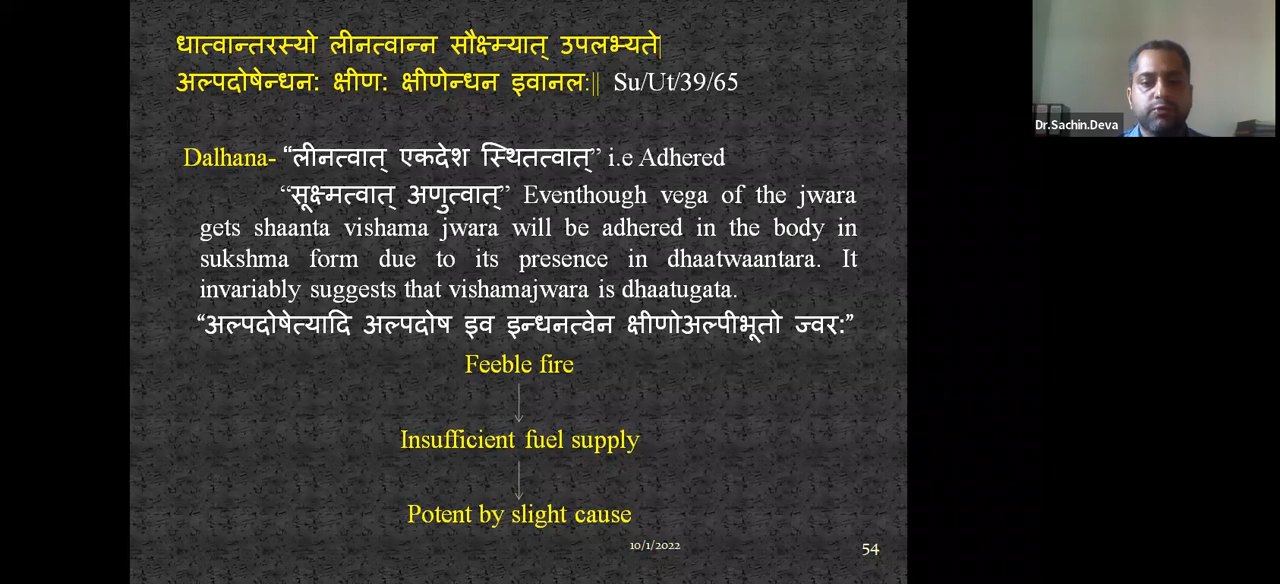 धात्वान्तरस्यो लीनत्वान्न सौक्ष्म्यात् उपलभ्यते|
अल्पदोषेन्धन: क्षीण: क्षीणेन्धन इवानल:|| Su/Ut/39/65
Dr.Sachin.Deva
Dalhana- “लीनत्वात् एकदेश स्थितत्वात्” i.e Adhered
“सूक्ष्मत्वात् अणुत्वात्” Eventhough vega of the jwara
gets shaanta vishama jwara will be adhered in the body in
sukshma form due to its presence in dhaatwaantara. It
invariably suggests that vishamajwara is dhaatugata.
“अल्पदोषेत्यादि अल्पदोष इव इन्धनत्वेन क्षीणोअल्पीभूतो ज्वर:”
Feeble fire
Insufficient fuel supply
Potent by slight cause
10/1/2022
54